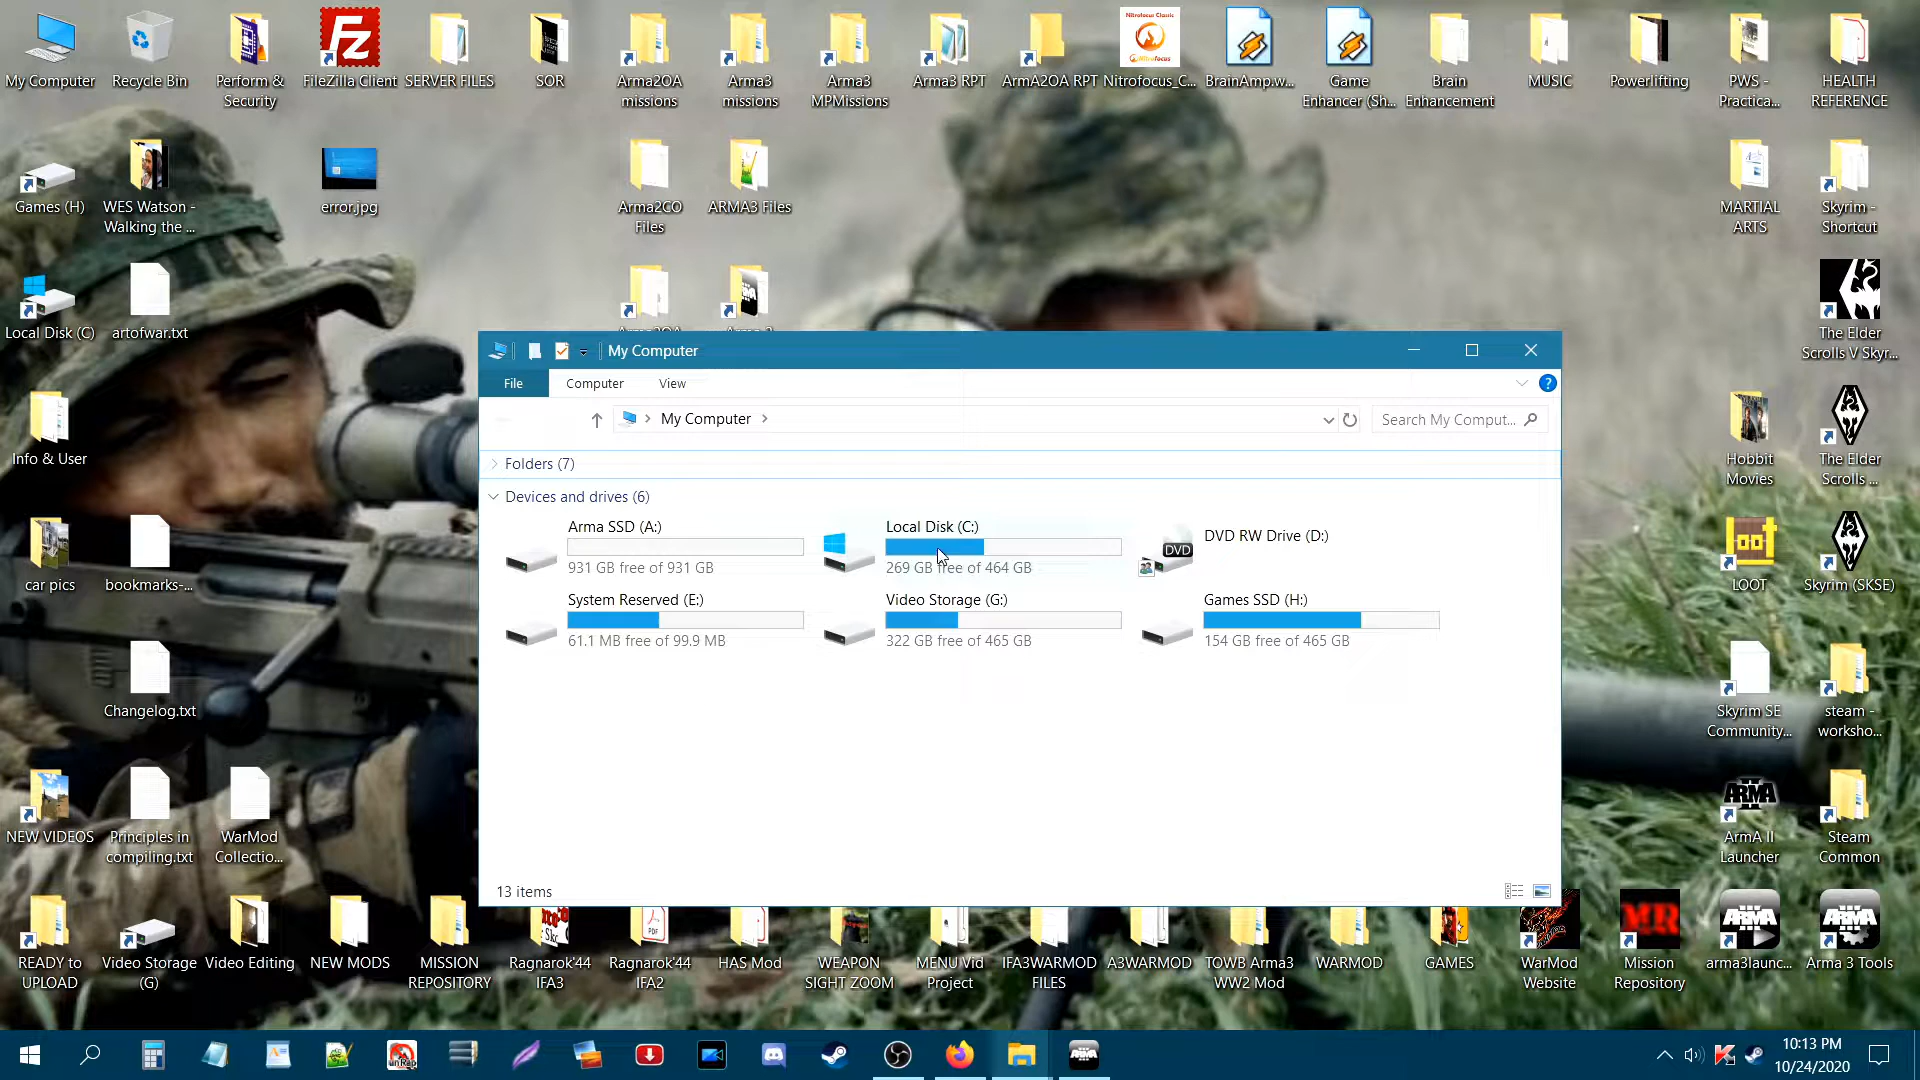 My Computer
Recycle Bin
Perform &
Security
FileZilla Client
SERVER FILES
SOR
Arma2OA
missions
Arma3
missions
Arma3
MPMissions
Arma3 RPT
ArmA2OA RPT
Nitrofocus Classic
Nitrofocus
Nitrofocus_C...
BrainAmp.w...
Game
Enhancer (Sh...
Brain
Enhancement
MUSIC
Powerlifting
PWS -
Practica...
HEALTH
REFERENCE
Games (H)
WES Watson -
Walking the ...
error.jpg
Arma2CO
Files
ARMA3 Files
MARTIAL
ARTS
Skyrim -
Shortcut
Local Disk (C)
artofwar.txt
The Elder
Scrolls V Skyr...
My Computer
File
Computer
View
My Computer
Search My Comput...
Folders (7)
Devices and drives (6)
Arma SSD (A:)
931 GB free of 931 GB
Local Disk (C:)
269 GB free of 464 GB
DVD
DVD RW Drive (D:)
System Reserved (E:)
61.1 MB free of 99.9 MB
Video Storage (G:)
322 GB free of 465 GB
Games SSD (H:)
154 GB free of 465 GB
13 items
Info & User
Hobbit
Movies
The Elder
Scrolls ...
car pics
bookmarks-...
LOOT
Skyrim (SKSE)
Changelog.txt
Skyrim SE
Community...
steam -
worksho...
NEW VIDEOS
Principles in
compiling.txt
WarMod
Collectio...
ARMA
ArmA II
Launcher
Steam
Common
READY to
UPLOAD
Video Storage
(G)
Video Editing
NEW MODS
MISSION
REPOSITORY
Ragnarok'44
IFA3
PDF
Ragnarok'44
IFA2
HAS Mod
WEAPON
SIGHT ZOOM
MENU Vid
Project
IFA3WARMOD
FILES
A3WARMOD
TOWB Arma3
WW2 Mod
WARMOD
GAMES
WarMod
Website
MR
Mission
Repository
ARMA
arma3launc...
ARMA
Arma 3 Tools
unRap
ARMA
10:13 PM
10/24/2020